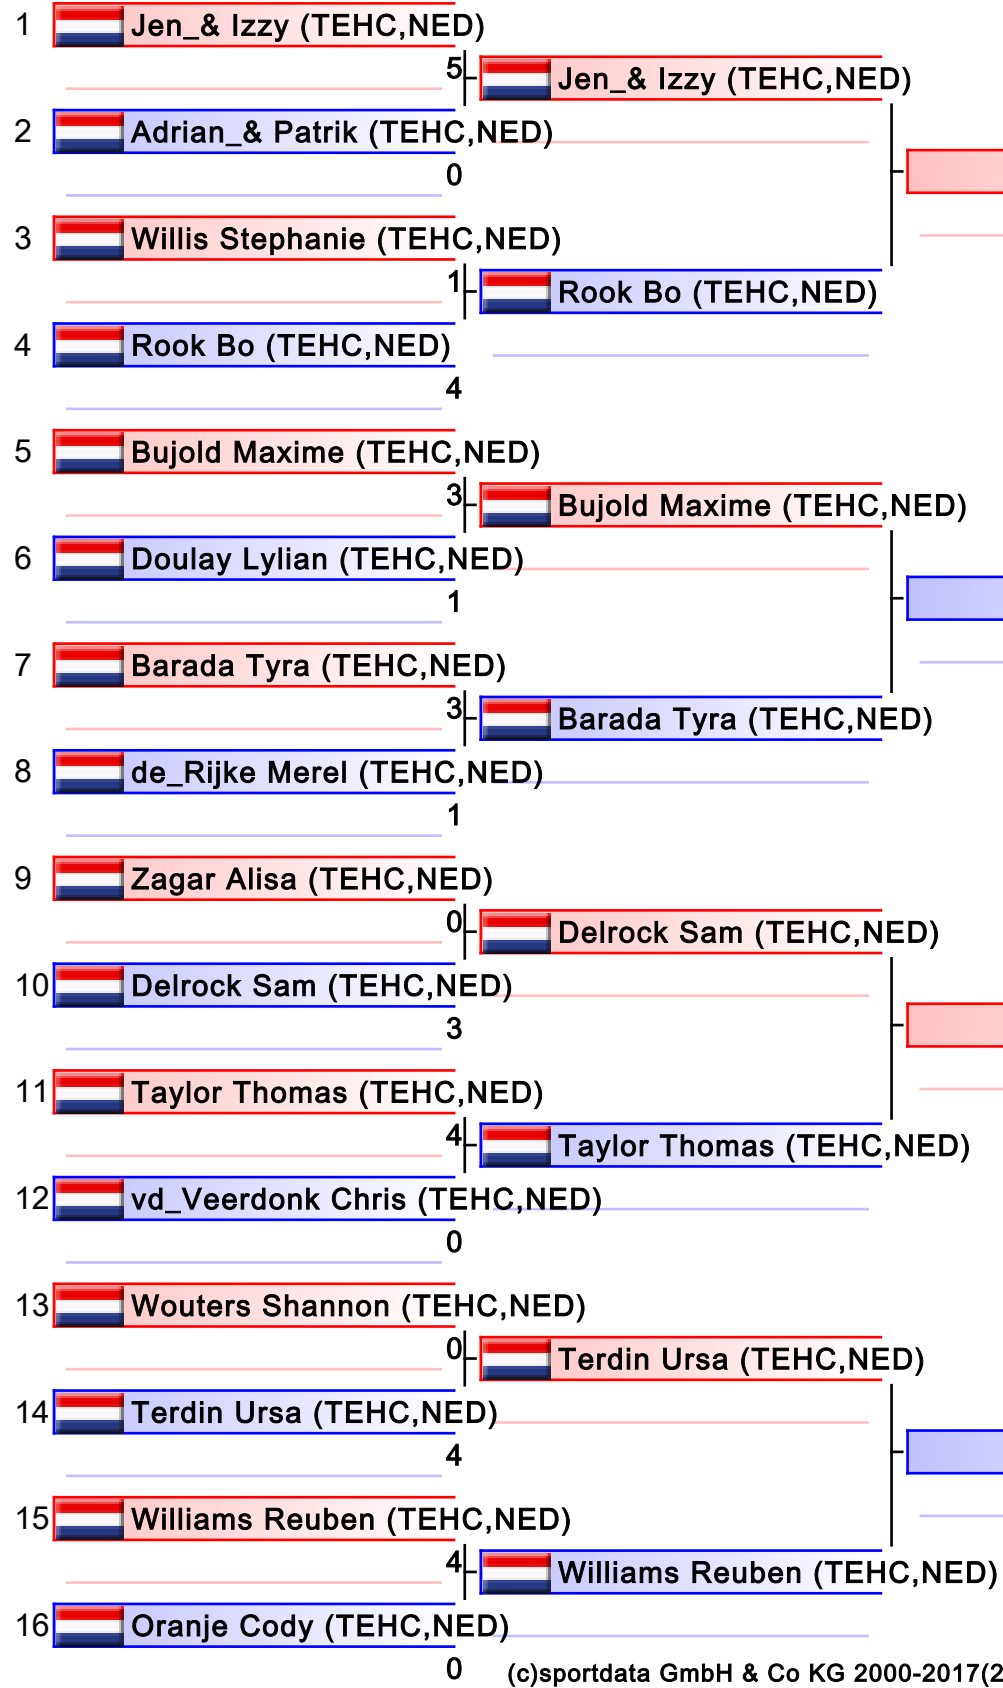 1 Jen_& Izzy (TEHC,NED)
5 Jen_& Izzy (TEHC,NED)
2 Adrian_& Patrik (TEHC,NED)
0
3 Willis Stephanie (TEHC,NED)
1 Rook Bo (TEHC,NED)
4 Rook Bo (TEHC,NED)
4
5 Bujold Maxime (TEHC,NED)
3 Bujold Maxime (TEHC,NED)
6 Doulay Lylian (TEHC,NED)
1
7 Barada Tyra (TEHC,NED)
3 Barada Tyra (TEHC,NED)
8 de_Rijke Merel (TEHC,NED)
1
9 Zagar Alisa (TEHC,NED)
0 Delrock Sam (TEHC,NED)
10 Delrock Sam (TEHC,NED)
3
11 Taylor Thomas (TEHC,NED)
4 Taylor Thomas (TEHC,NED)
12 vd_Veerdonk Chris (TEHC,NED)
0
13 Wouters Shannon (TEHC,NED)
0 Terdin Ursa (TEHC,NED)
14 Terdin Ursa (TEHC,NED)
4
15 Williams Reuben (TEHC,NED)
4 Williams Reuben (TEHC,NED)
16 Oranje Cody (TEHC,NED)
0 (c)sportdata GmbH & Co KG 2000-2017(2